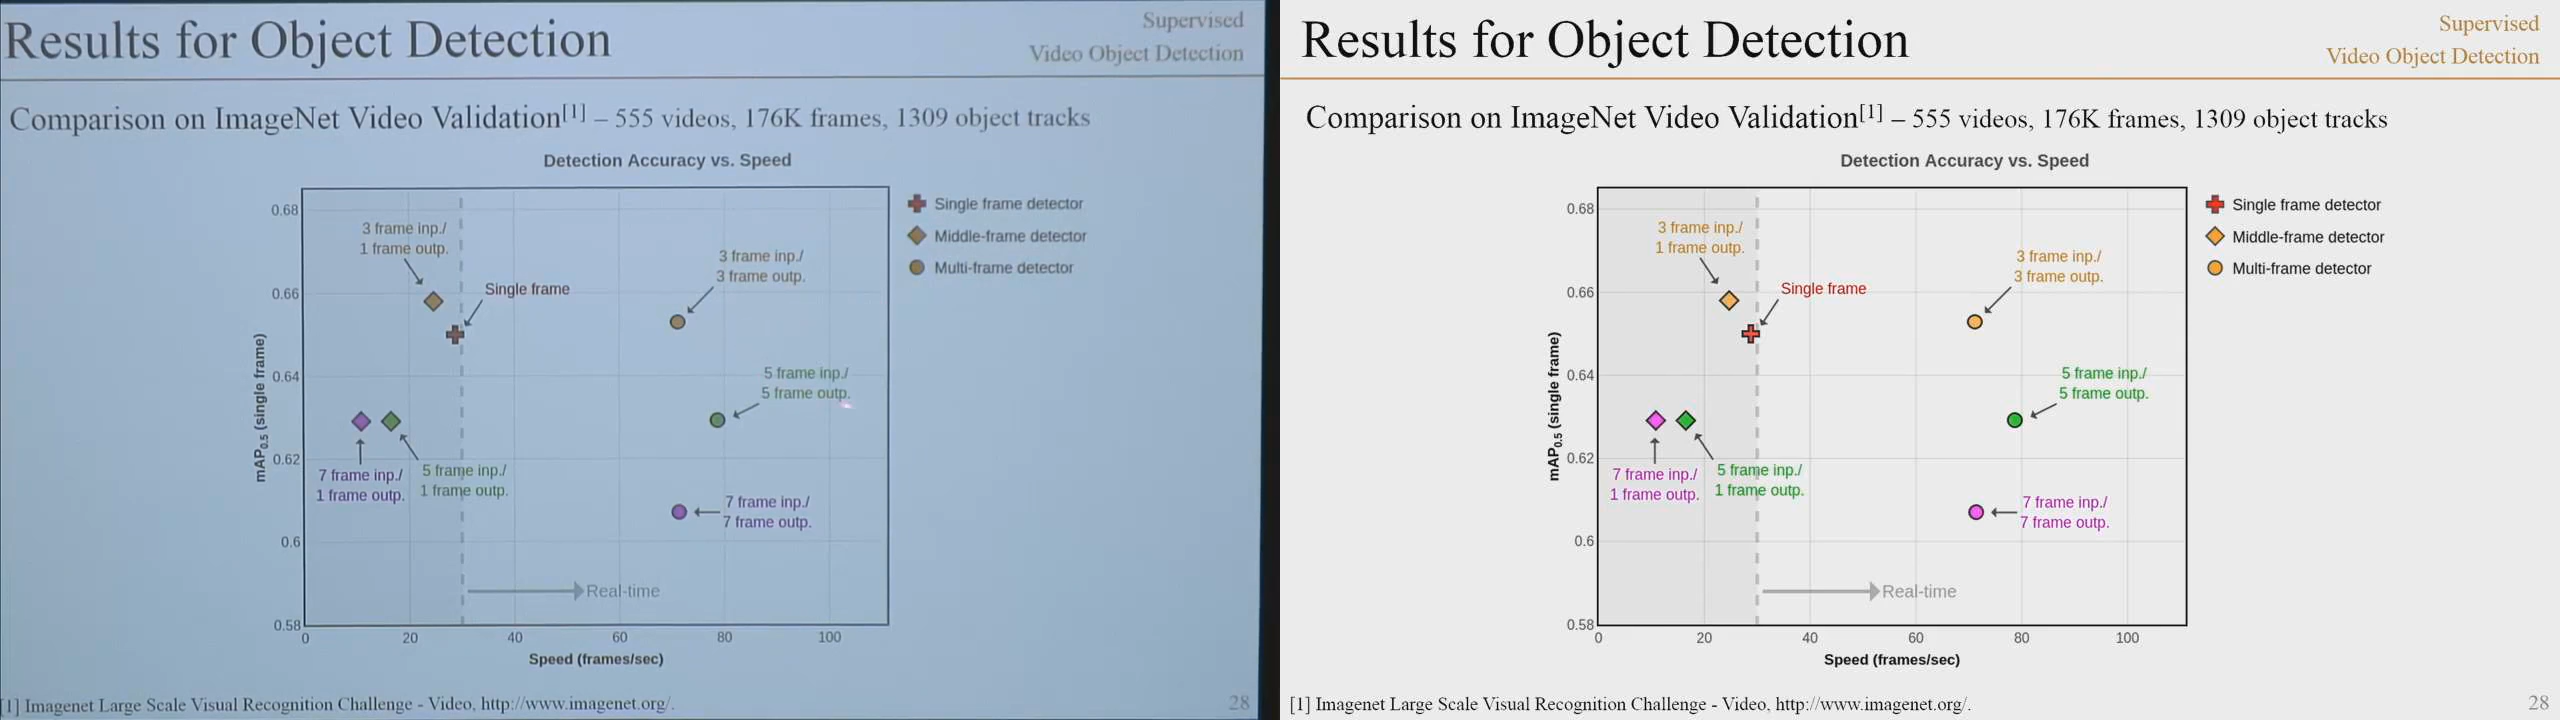 Results for Object Detection
Supervised
Video Object Detection
Comparison on ImageNet Video Validation[1] – 555 videos, 176K frames, 1309 object tracks
Detection Accuracy vs. Speed
0.68
0.66
0.64
0.62
0.6
0.58
mAP0.5 (single frame)
3 frame inp./
1 frame outp.
Single frame
3 frame inp./
3 frame outp.
5 frame inp./
5 frame outp.
7 frame inp./
1 frame outp.
5 frame inp./
1 frame outp.
7 frame inp./
7 frame outp.
Real-time
0 20 40 60 80 100
Speed (frames/sec)
Single frame detector
Middle-frame detector
Multi-frame detector
[1] Imagenet Large Scale Visual Recognition Challenge - Video, http://www.imagenet.org/.
28
Results for Object Detection
Supervised
Video Object Detection
Comparison on ImageNet Video Validation[1] – 555 videos, 176K frames, 1309 object tracks
Detection Accuracy vs. Speed
0.68
0.66
0.64
0.62
0.6
0.58
mAP0.5 (single frame)
3 frame inp./
1 frame outp.
Single frame
3 frame inp./
3 frame outp.
5 frame inp./
5 frame outp.
7 frame inp./
1 frame outp.
5 frame inp./
1 frame outp.
7 frame inp./
7 frame outp.
Real-time
0 20 40 60 80 100
Speed (frames/sec)
Single frame detector
Middle-frame detector
Multi-frame detector
[1] Imagenet Large Scale Visual Recognition Challenge - Video, http://www.imagenet.org/.
28